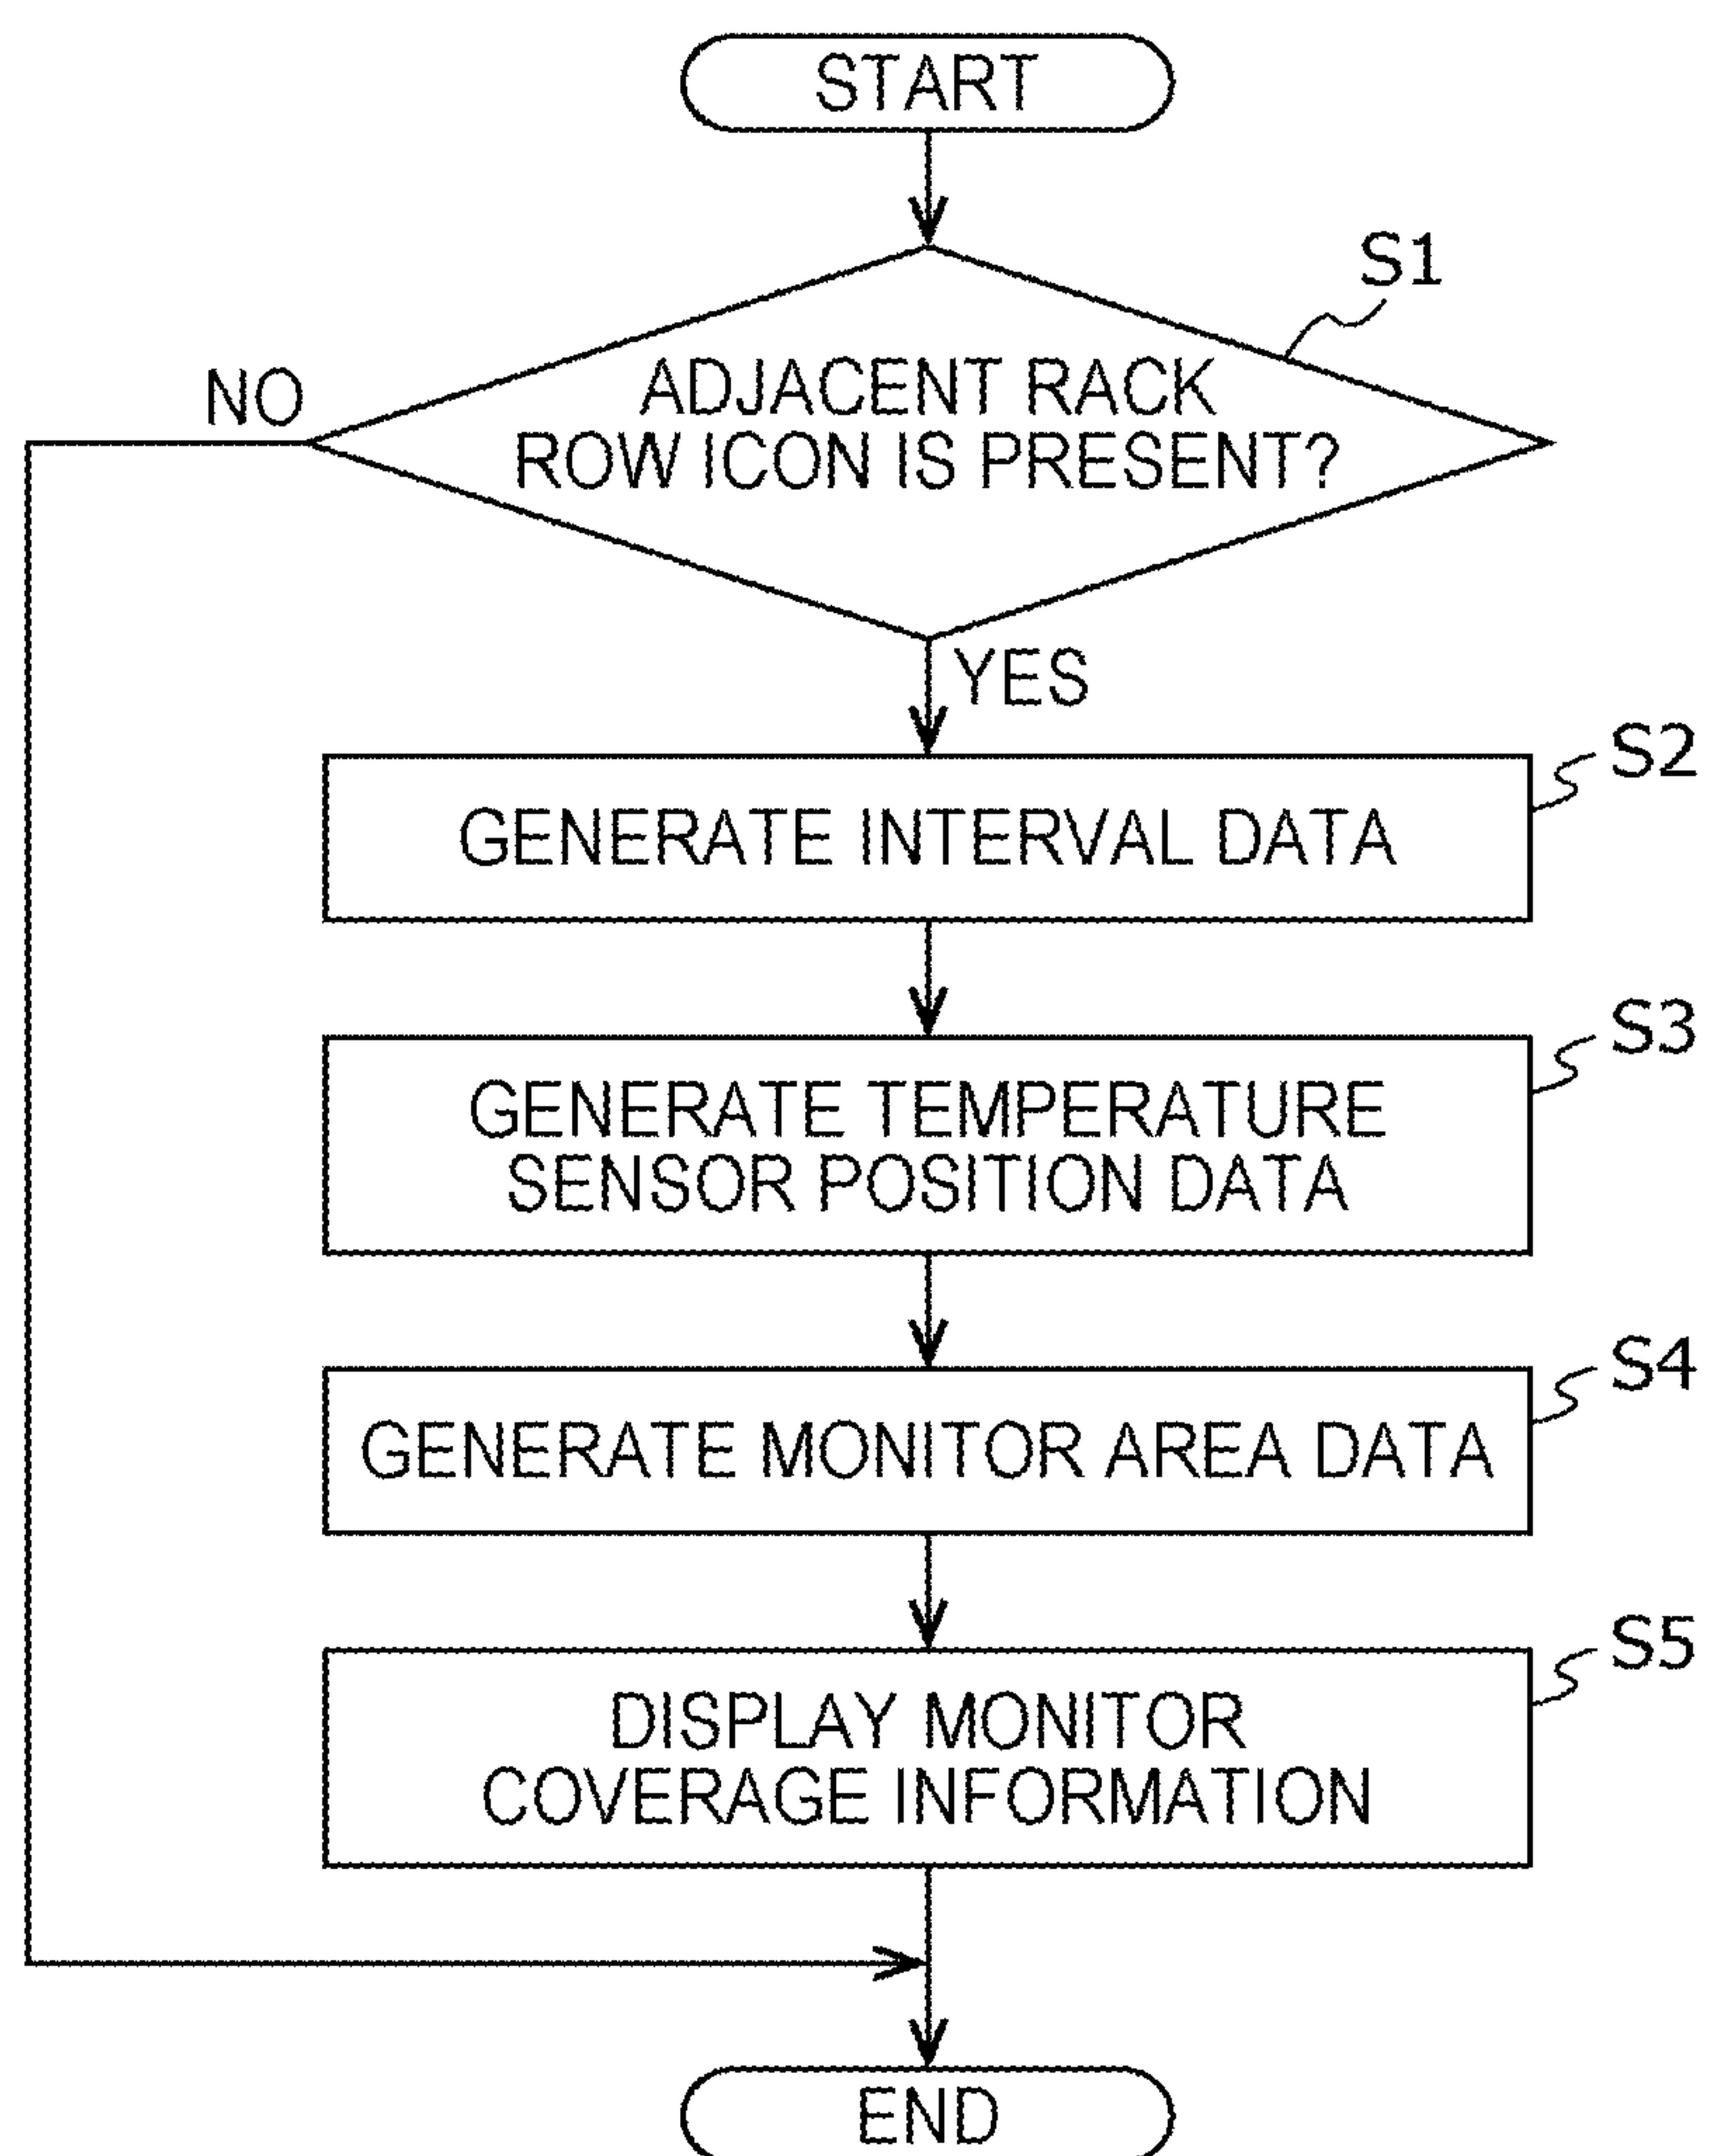 START
S1
NO
ADJACENT RACK
ROW ICON IS PRESENT?
YES
S2
GENERATE INTERVAL DATA
S3
GENERATE TEMPERATURE
SENSOR POSITION DATA
S4
GENERATE MONITOR AREA DATA
S5
DISPLAY MONITOR
COVERAGE INFORMATION
END